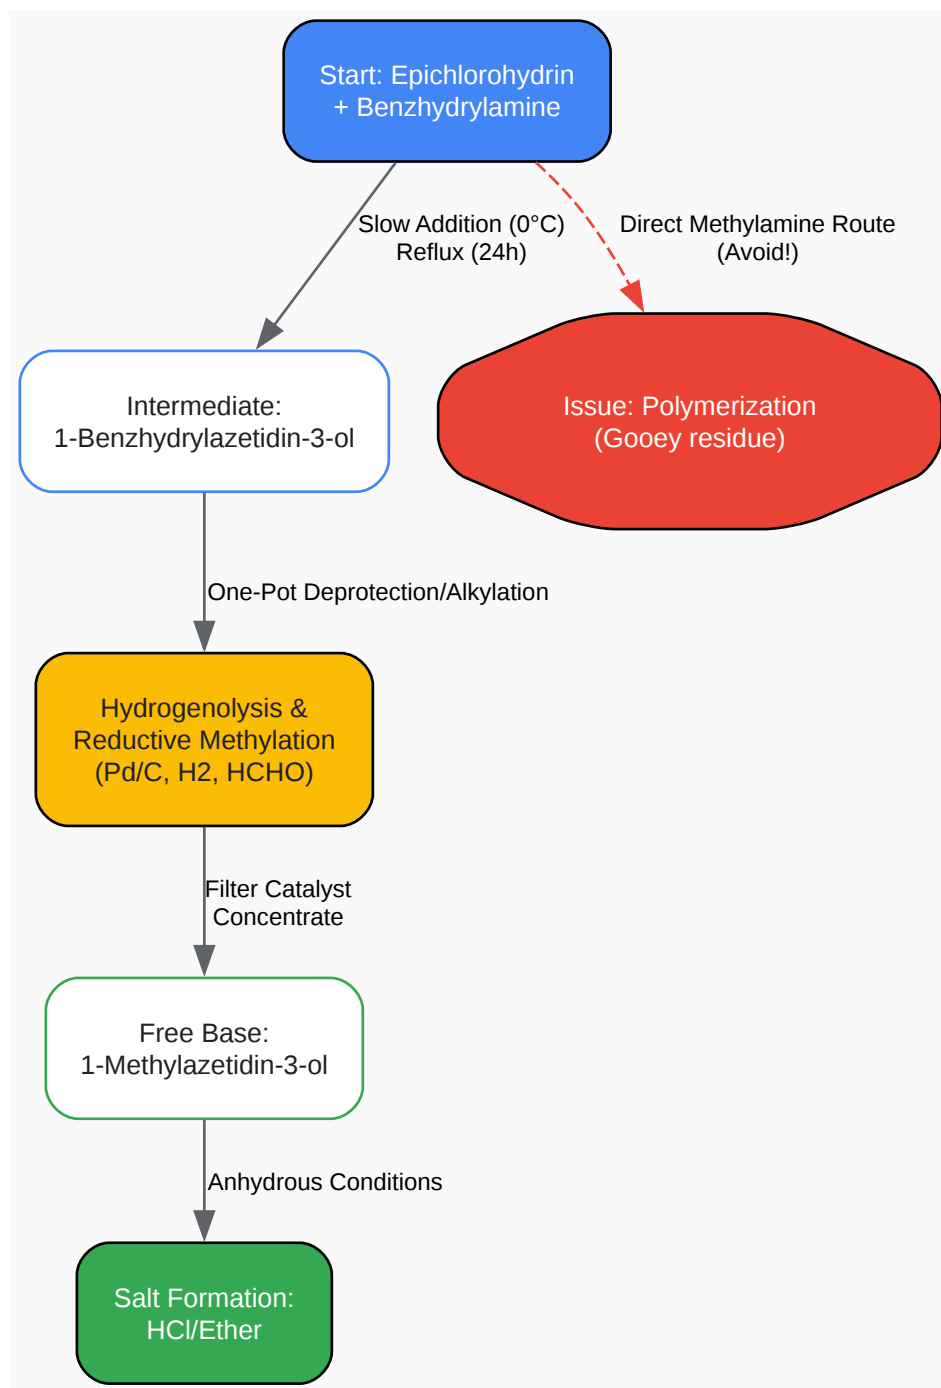 Start: Epichlorohydrin
+ Benzhydrylamine
Slow Addition (0°C)
Reflux (24h)
Direct Methylamine Route
(Avoid!)
Intermediate:
1-Benzhydrylazetidin-3-ol
Issue: Polymerization
(Gooey residue)
One-Pot Deprotection/Alkylation
Hydrogenolysis &
Reductive Methylation
(Pd/C, H2, HCHO)
Filter Catalyst
Concentrate
Free Base:
1-Methylazetidin-3-ol
Anhydrous Conditions
Salt Formation:
HCl/Ether